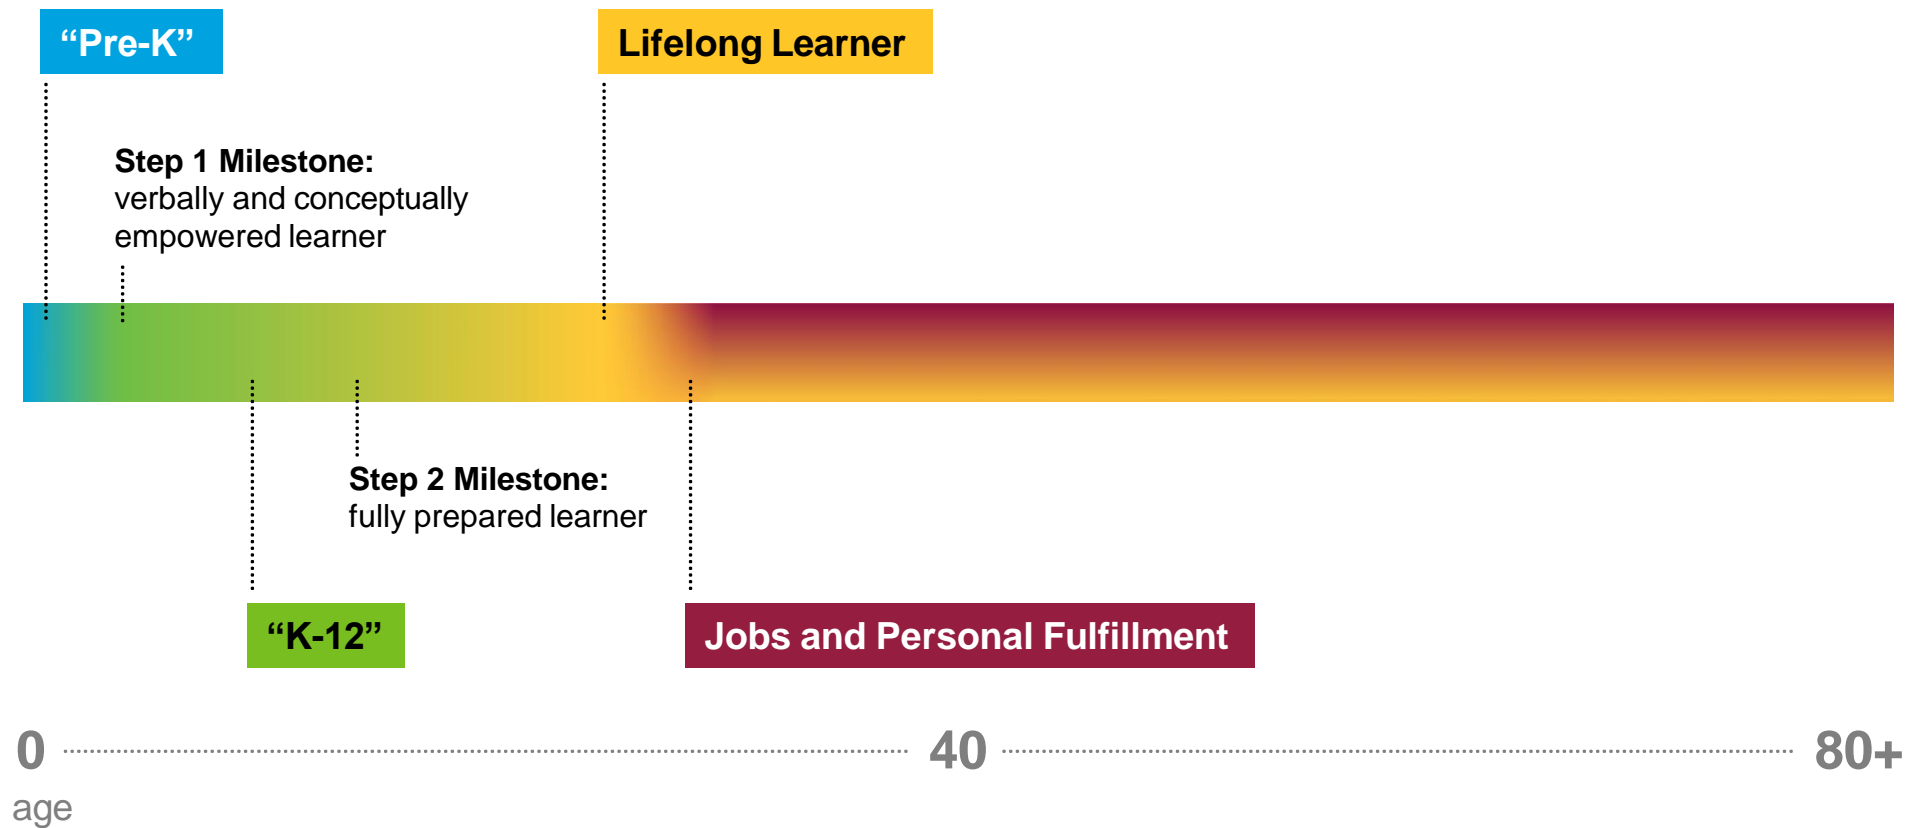 “Pre-K”
Lifelong Learner
Step 1 Milestone:
verbally and conceptually
empowered learner
Step 2 Milestone:
fully prepared learner
“K-12”
Jobs and Personal Fulfillment
0 40 80+
age